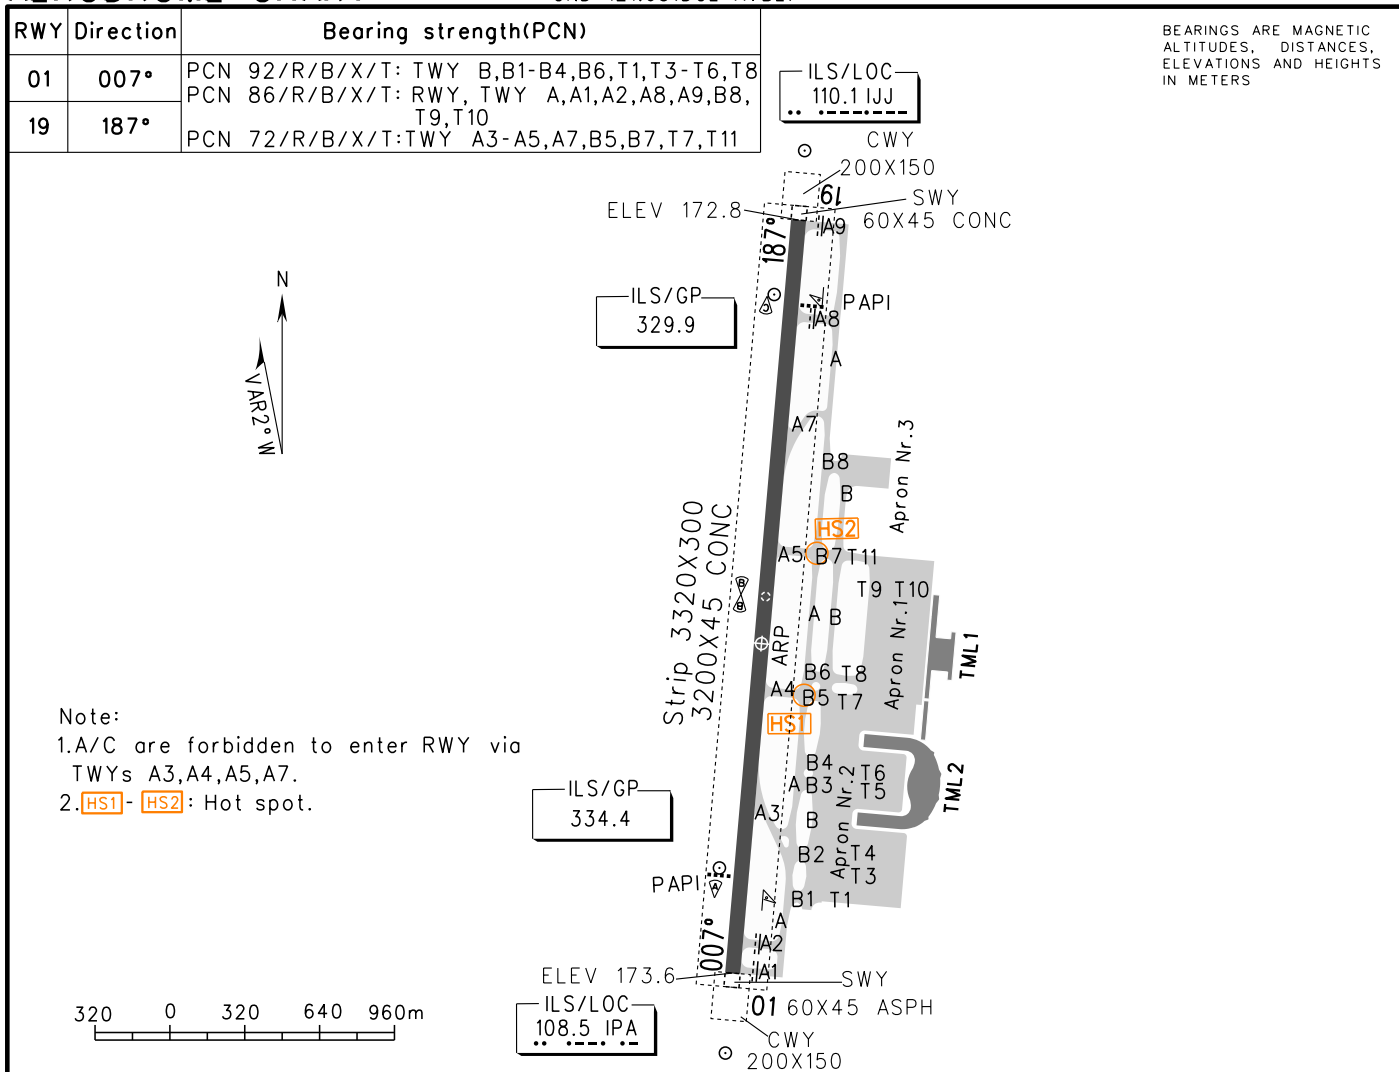 RWY Direction Bearing strength(PCN)
01 007°
19 187°
PCN 92/R/B/X/T: TWY B,B1-B4,B6,T1,T3-T6,T8
PCN 86/R/B/X/T: RWY, TWY A,A1,A2,A8,A9,B8,
T9,T10
PCN 72/R/B/X/T:TWY A3-A5,A7,B5,B7,T7,T11
BEARINGS ARE MAGNETIC
ALTITUDES, DISTANCES,
ELEVATIONS AND HEIGHTS
IN METERS
ILS/LOC
110.1 IJJ
CWY
200X150
19
SWY
60X45 CONC
ELEV 172.8
A9
187°
N
VAR2°W
ILS/GP
329.9
PAPI
A8
A
A7
B8
B
Apron Nr.3
HS2
A5
B7
T11
Strip 3320X300
3200X45 CONC
T9 T10
A
B
ARP
Apron Nr.1
TML1
B6
T8
A4
B5
T7
HS1
Note:
1.A/C are forbidden to enter RWY via
TWYs A3,A4,A5,A7.
2.HS1- HS2: Hot spot.
B4
T6
A
B3
T5
Apron Nr.2
TML2
ILS/GP
334.4
A3
B
B2
T4
T3
PAPI
B1
T1
A
007°
A2
A1
ELEV 173.6
SWY
01
60X45 ASPH
ILS/LOC
108.5 IPA
CWY
200X150
320 0 320 640 960m